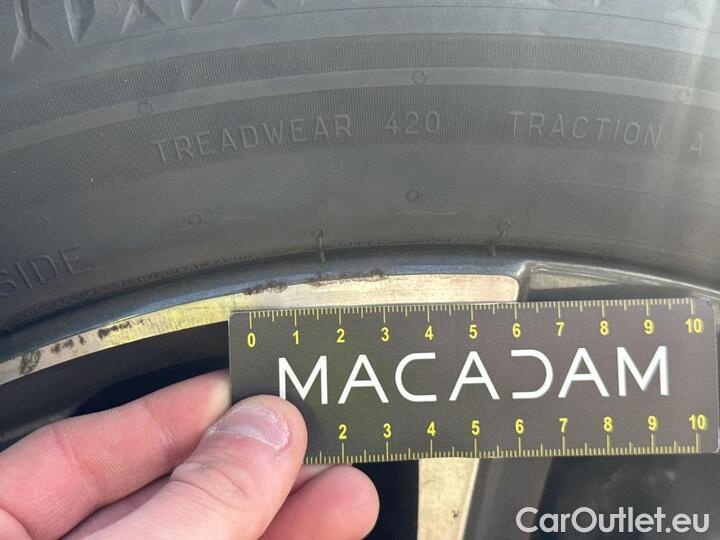 TREADWEAR 420 TRACTION A
SIDE
0 1 2 3 4 5 6 7 8 9 10
MACADAM
2 3 4 5 6 7 8 9 10
CarOutlet.eu